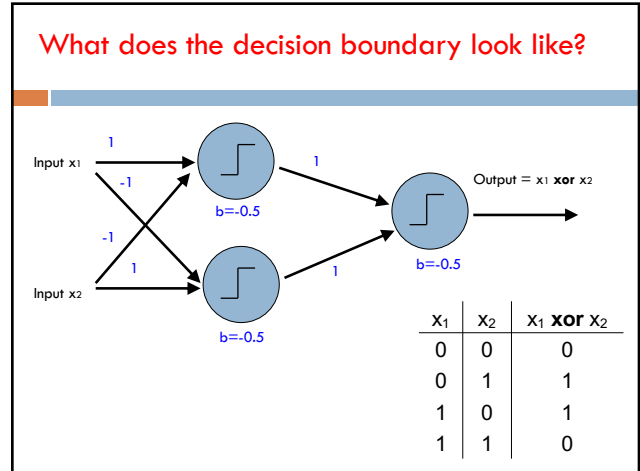 What does the decision boundary look like?
1
Input x1
-1
b=-0.5
1
Output = x1 xor x2
-1
1
Input x2
b=-0.5
1
b=-0.5
x1 x2 x1 xor x2
0 0 0
0 1 1
1 0 1
1 1 0